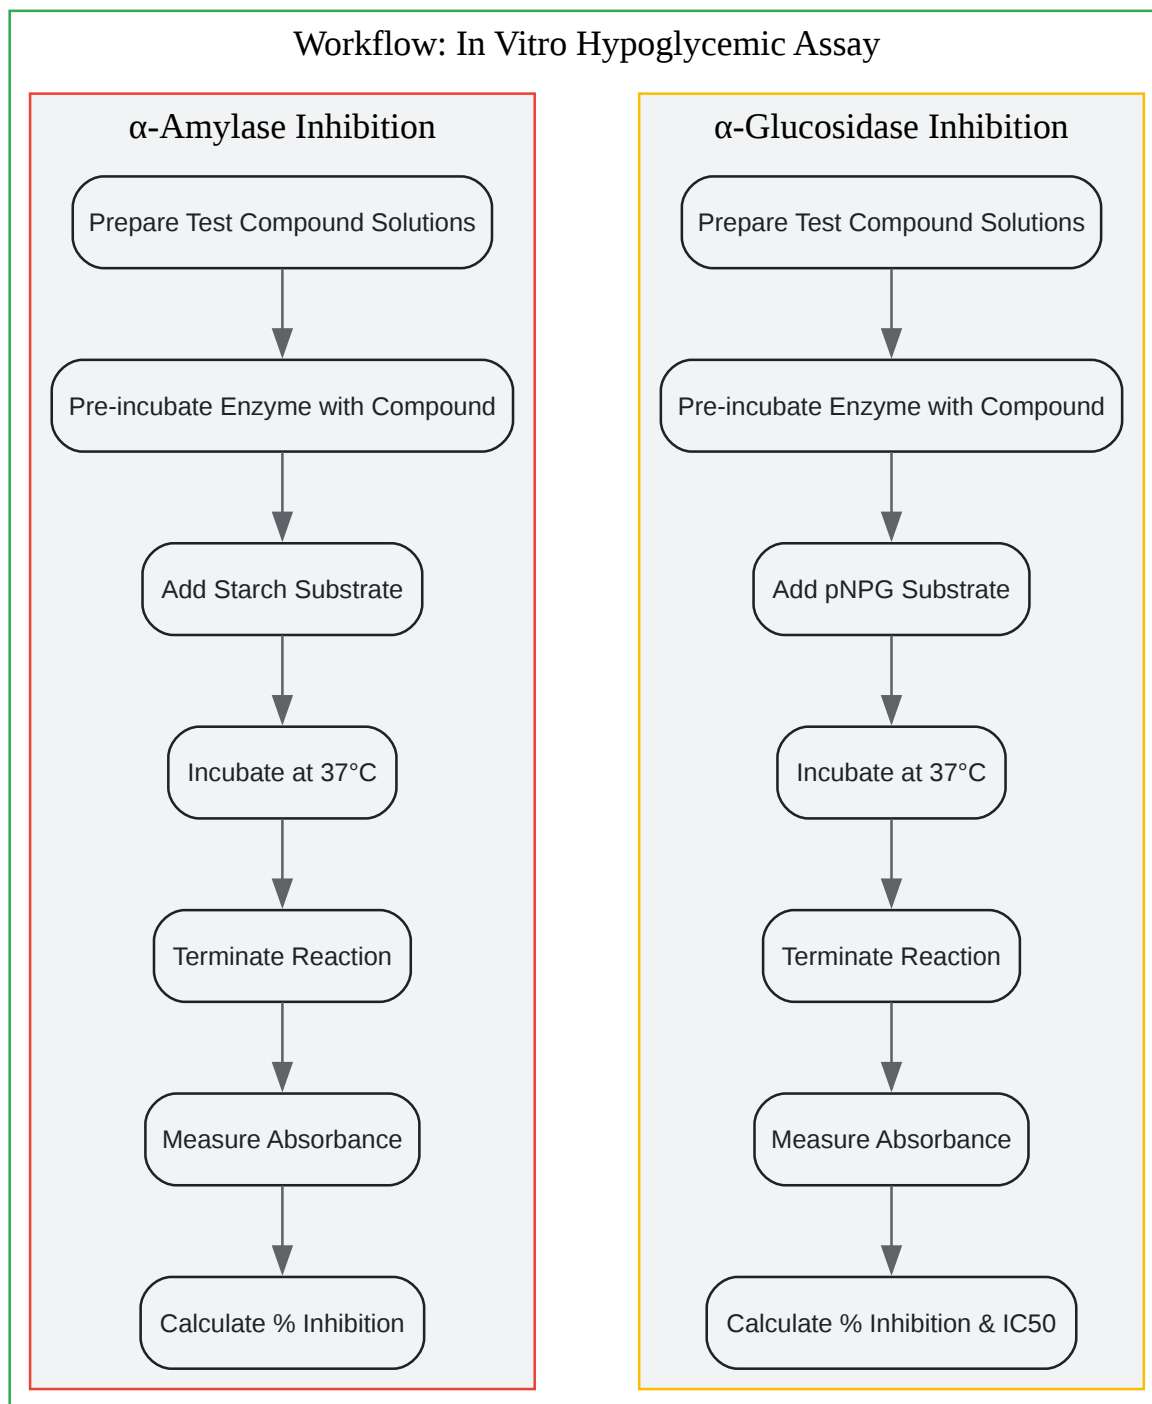 Workflow: In Vitro Hypoglycemic Assay
α-Amylase Inhibition
Prepare Test Compound Solutions
Pre-incubate Enzyme with Compound
Add Starch Substrate
Incubate at 37°C
Terminate Reaction
Measure Absorbance
Calculate % Inhibition
α-Glucosidase Inhibition
Prepare Test Compound Solutions
Pre-incubate Enzyme with Compound
Add pNPG Substrate
Incubate at 37°C
Terminate Reaction
Measure Absorbance
Calculate % Inhibition & IC50